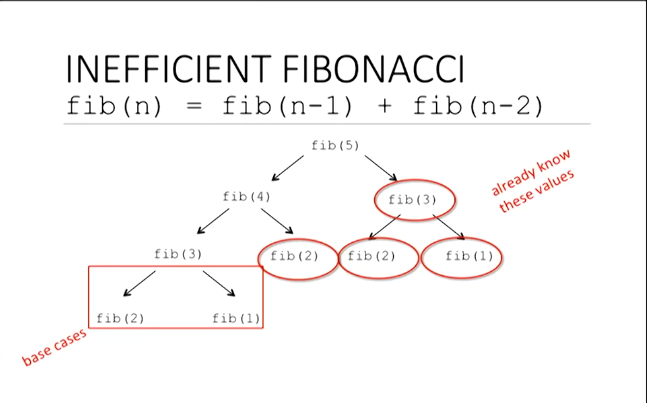 INEFFICIENT FIBONACCI
fib(n) = fib(n-1) + fib(n-2)
fib(5)
already know
these values
fib(4)
fib(3)
fib(3)
fib(2)
fib(2)
fib(1)
fib(2)
fib(1)
base cases